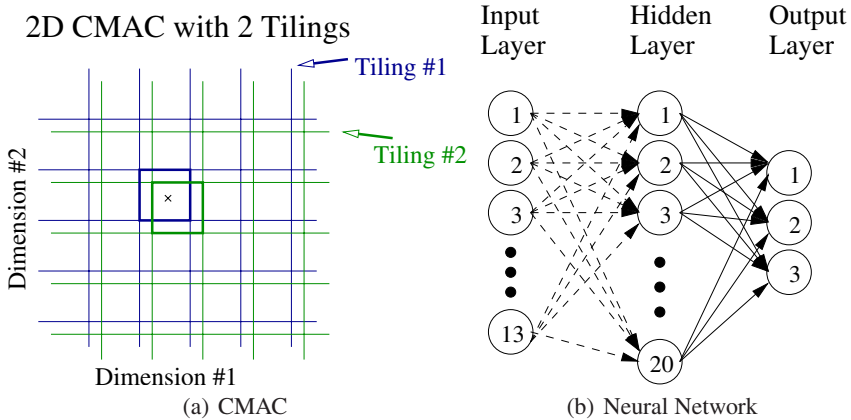 2D CMAC with 2 Tilings
Tiling #1
Tiling #2
Dimension #2
Dimension #1
(a) CMAC
Input
Layer
Hidden
Layer
Output
Layer
1
2
3
13
1
2
3
20
1
2
3
(b) Neural Network